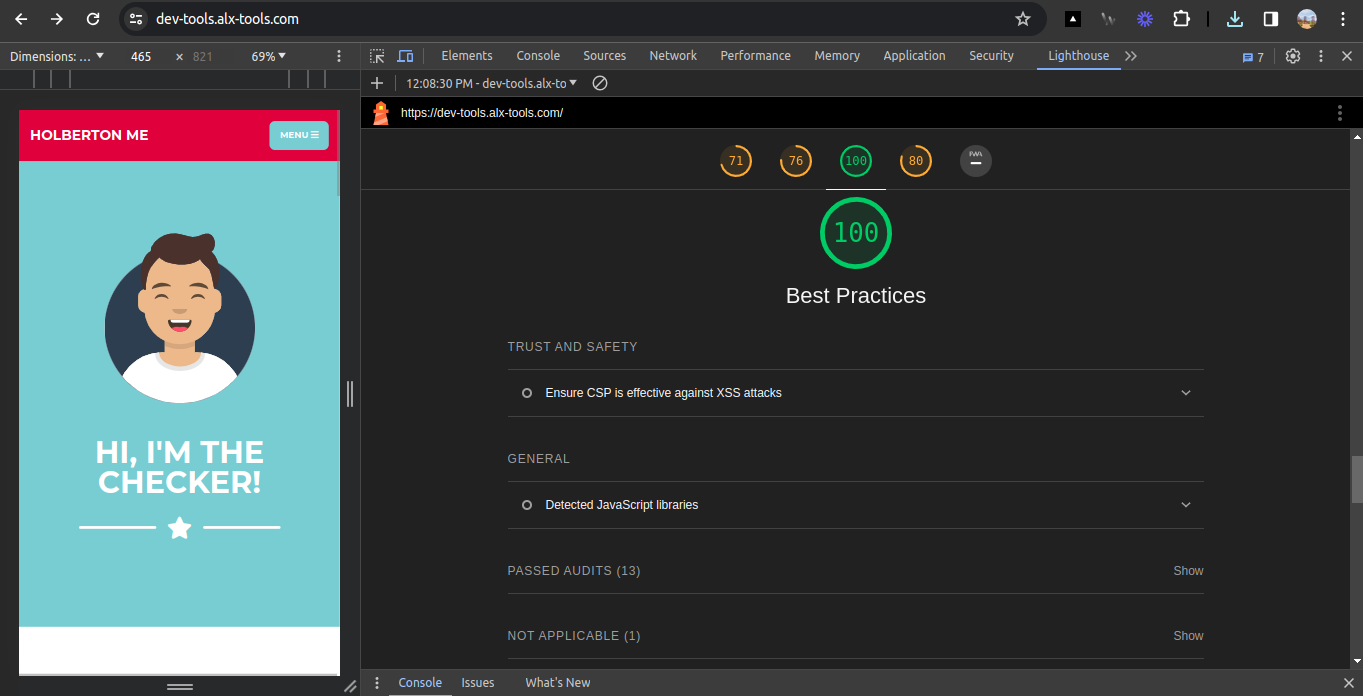 dev-tools.alx-tools.com
Dimensions: ... 465 x 821 69%
Elements Console Sources Network Performance Memory Application Security Lighthouse 7
12:08:30 PM - dev-tools.alx-to
https://dev-tools.alx-tools.com/
HOLBERTON ME
MENU
HI, I'M THE
CHECKER!
71 76 100 80 PWA
100
Best Practices
TRUST AND SAFETY
Ensure CSP is effective against XSS attacks
GENERAL
Detected JavaScript libraries
PASSED AUDITS (13) Show
NOT APPLICABLE (1) Show
Console Issues What's New